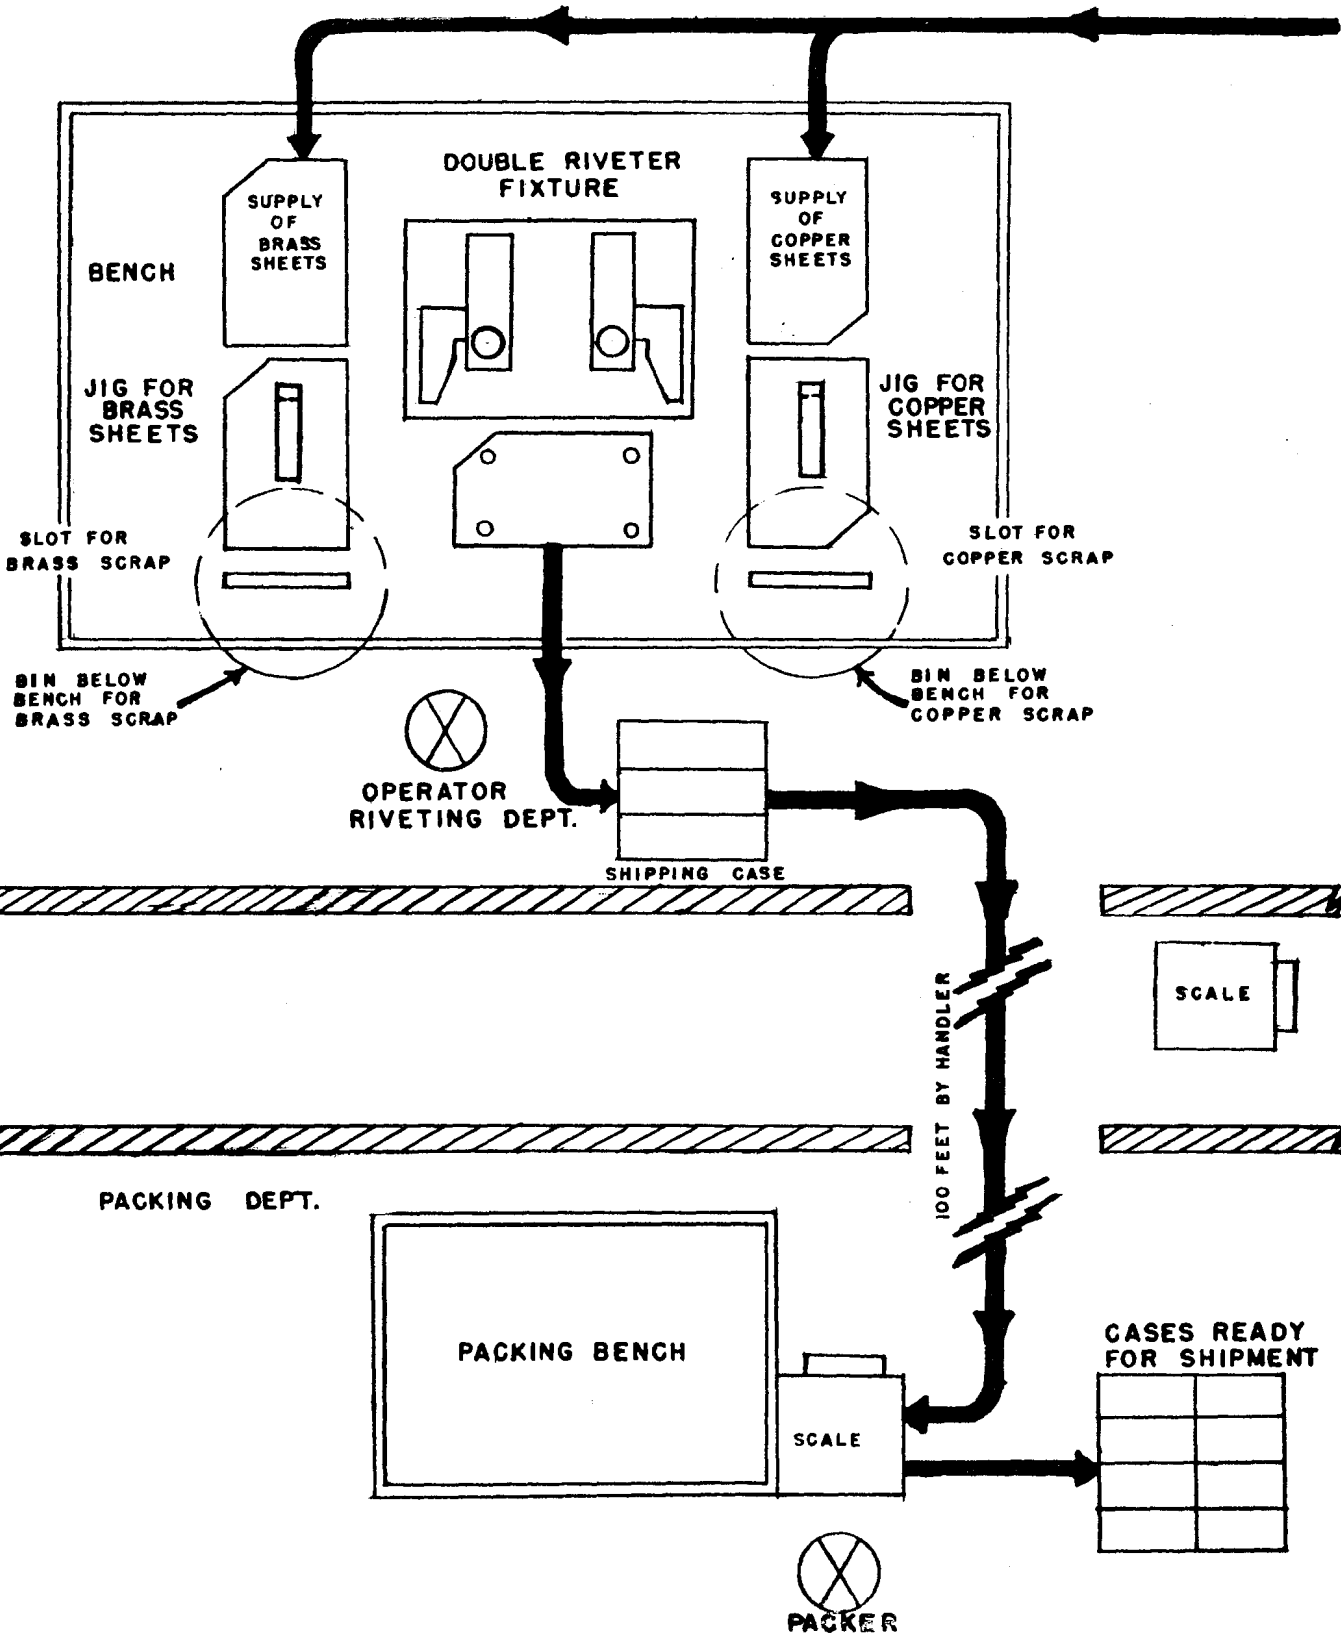 DOUBLE RIVETER
FIXTURE
SUPPLY
OF
BRASS
SHEETS
SUPPLY
OF
COPPER
SHEETS
BENCH
JIG FOR
BRASS
SHEETS
JIG FOR
COPPER
SHEETS
SLOT FOR
BRASS SCRAP
SLOT FOR
COPPER SCRAP
BIN BELOW
BENCH FOR
BRASS SCRAP
BIN BELOW
BENCH FOR
COPPER SCRAP
OPERATOR
RIVETING DEPT.
SHIPPING CASE
SCALE
100 FEET BY HANDLER
PACKING DEPT.
PACKING BENCH
CASES READY
FOR SHIPMENT
SCALE
PACKER